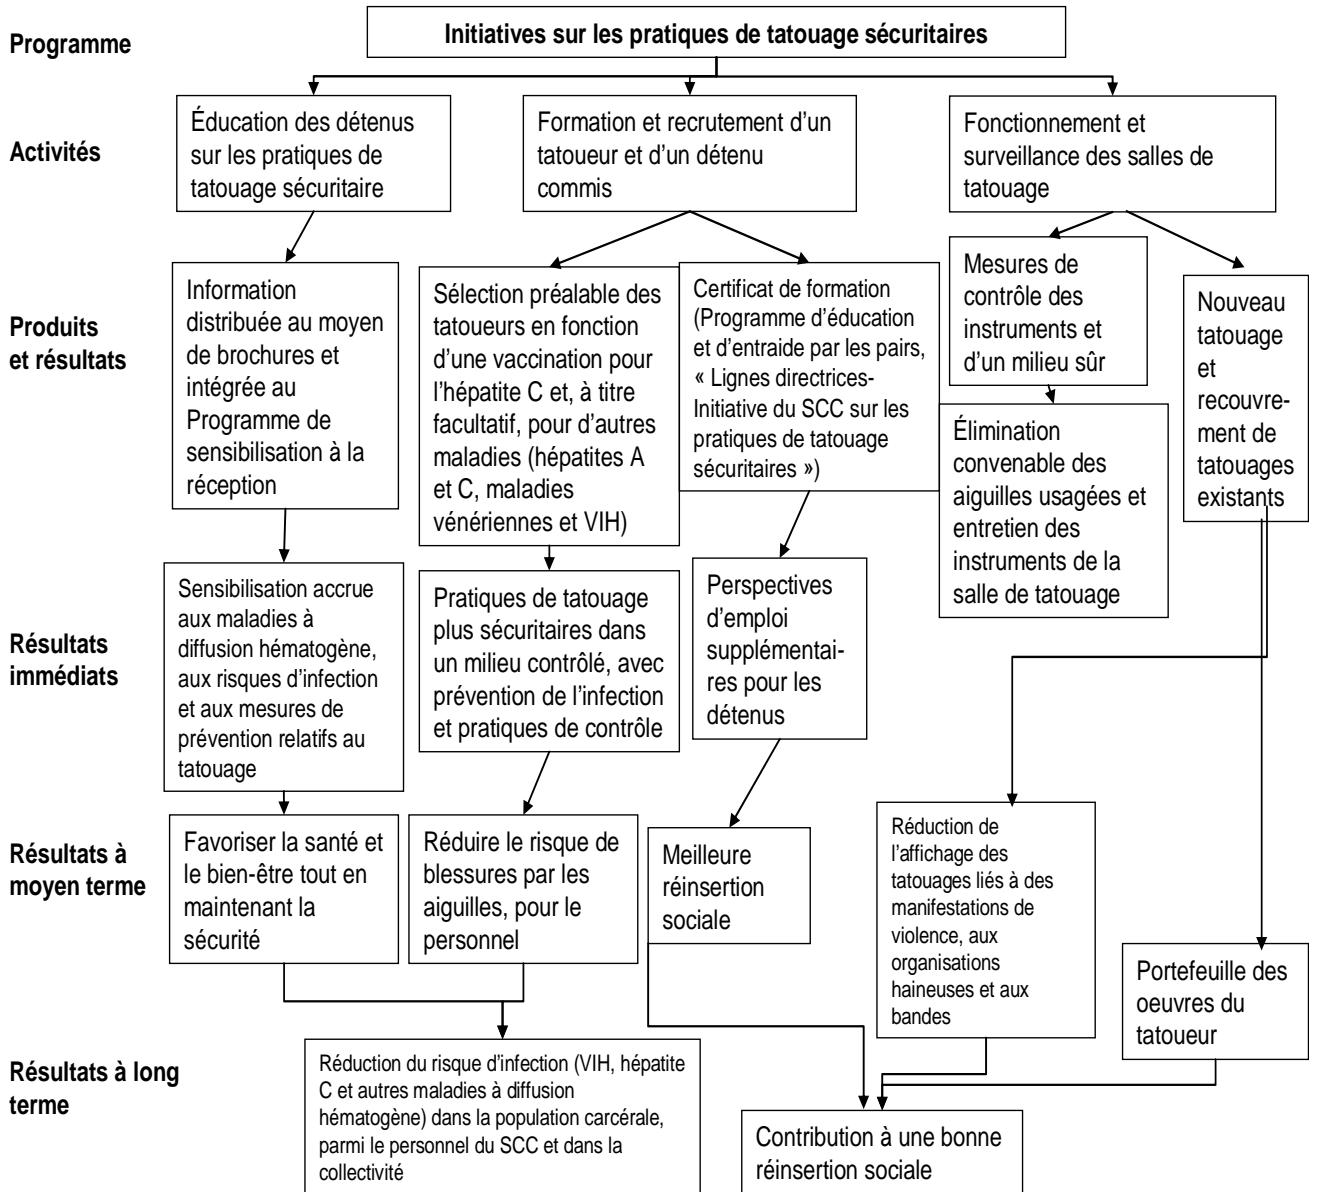 Programme
Initiatives sur les pratiques de tatouage sécuritaires
Activités
Éducation des détenus
sur les pratiques de
tatouage sécuritaire
Formation et recrutement d’un
tatoueur et d’un détenu
commis
Fonctionnement et
surveillance des salles de
tatouage
Produits
et résultats
Information
distribuée au moyen
de brochures et
intégrée au
Programme de
sensibilisation à la
réception
Sélection préalable des
tatoueurs en fonction
d’une vaccination pour
l’hépatite C et, à titre
facultatif, pour d’autres
maladies (hépatites A
et C, maladies
vénériennes et VIH)
Certificat de formation
(Programme d’éducation
et d’entraide par les pairs,
« Lignes directrices-
Initiative du SCC sur les
pratiques de tatouage
sécuritaires »)
Mesures de
contrôle des
instruments et
d’un milieu sûr
Élimination
convenable des
aiguilles usagées et
entretien des
instruments de la
salle de tatouage
Nouveau
tatouage
et
recouvre-
ment de
tatouages
existants
Résultats
immédiats
Sensibilisation accrue
aux maladies à
diffusion hématogène,
aux risques d’infection
et aux mesures de
prévention relatifs au
tatouage
Pratiques de tatouage
plus sécuritaires dans
un milieu contrôlé, avec
prévention de l’infection
et pratiques de contrôle
Perspectives
d’emploi
supplémentai-
res pour les
détenus
Résultats à
moyen terme
Favoriser la santé et
le bien-être tout en
maintenant la
sécurité
Réduire le risque de
blessures par les
aiguilles, pour le
personnel
Meilleure
réinsertion
sociale
Réduction de
l’affichage des
tatouages liés à des
manifestations de
violence, aux
organisations
haineuses et aux
bandes
Portefeuille des
oeuvres du
tatoueur
Résultats à long
terme
Réduction du risque d’infection (VIH, hépatite
C et autres maladies à diffusion
hématogène) dans la population carcérale,
parmi le personnel du SCC et dans la
collectivité
Contribution à une bonne
réinsertion sociale